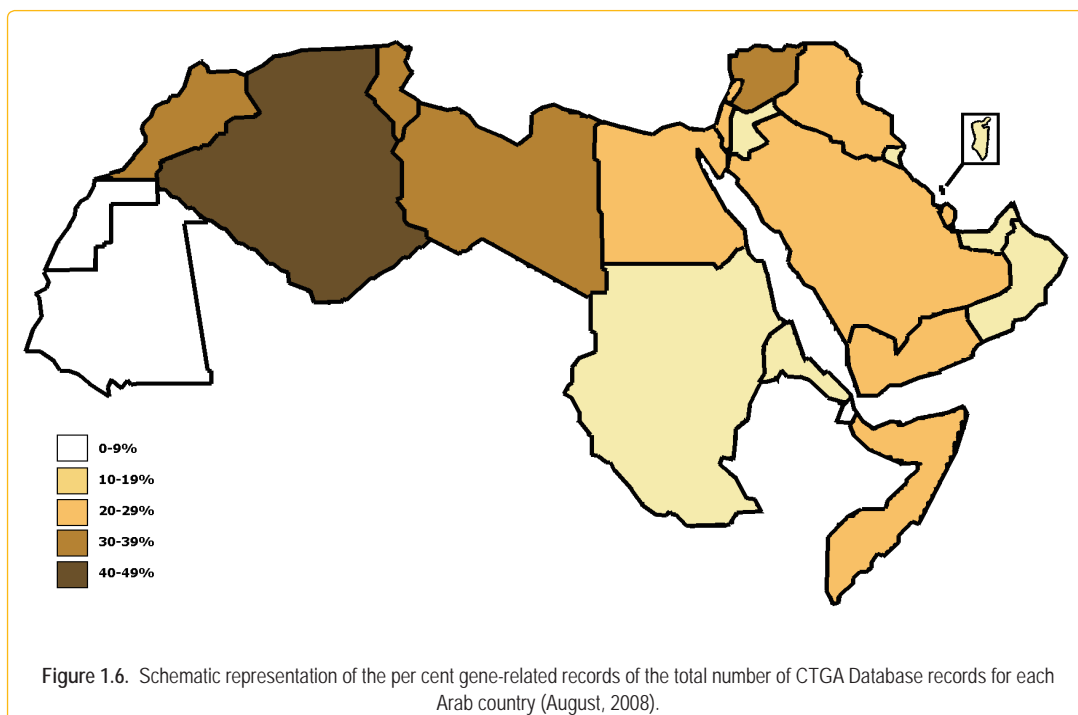 0-9%
10-19%
20-29%
30-39%
40-49%
Figure 1.6. Schematic representation of the per cent gene-related records of the total number of CTGA Database records for each
Arab country (August, 2008).